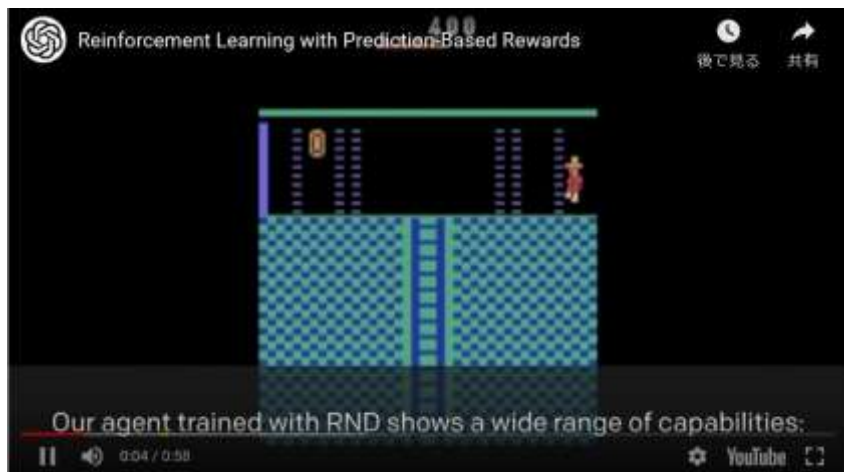 400
Reinforcement Learning with Prediction-Based Rewards
後で見る
共有
Our agent trained with RND shows a wide range of capabilities:
0:04 / 0:58
YouTube